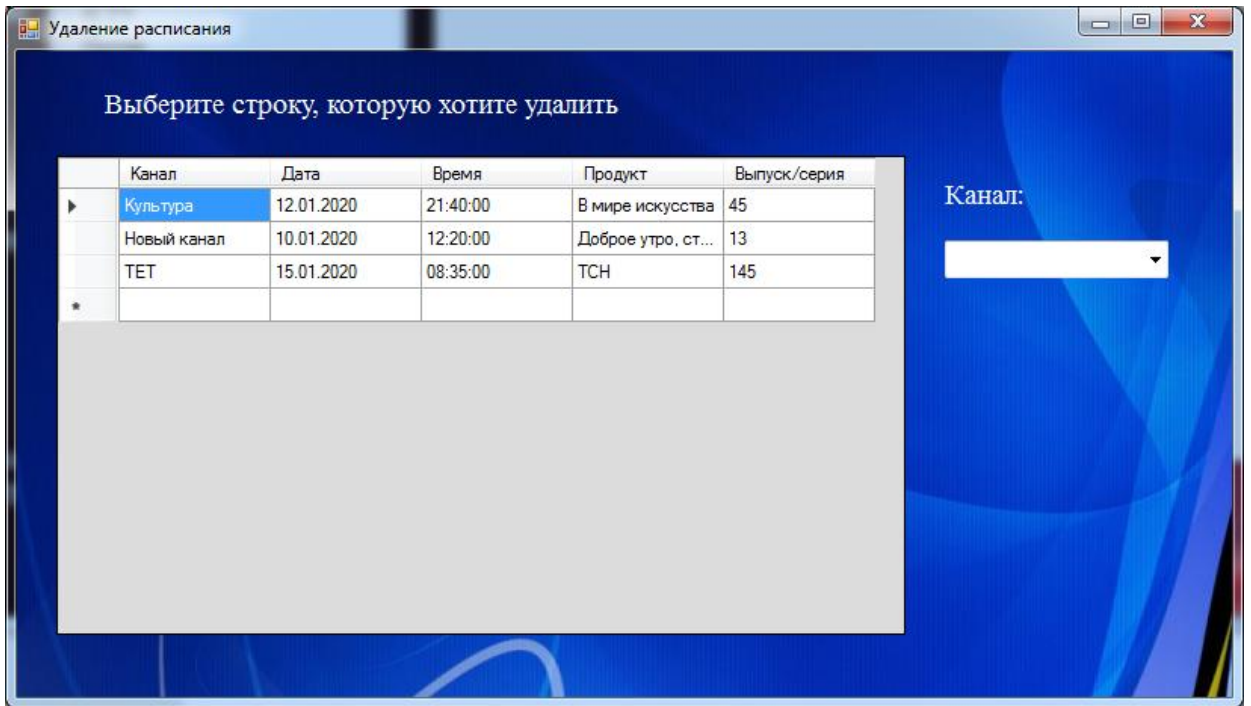 Удаление расписания
Выберите строку, которую хотите удалить
Канал Дата Время Продукт Выпуск/серия
Культура 12.01.2020 21:40:00 В мире искусства 45
Новый канал 10.01.2020 12:20:00 Доброе утро, ст... 13
ТЕТ 15.01.2020 08:35:00 ТСН 145
Канал: